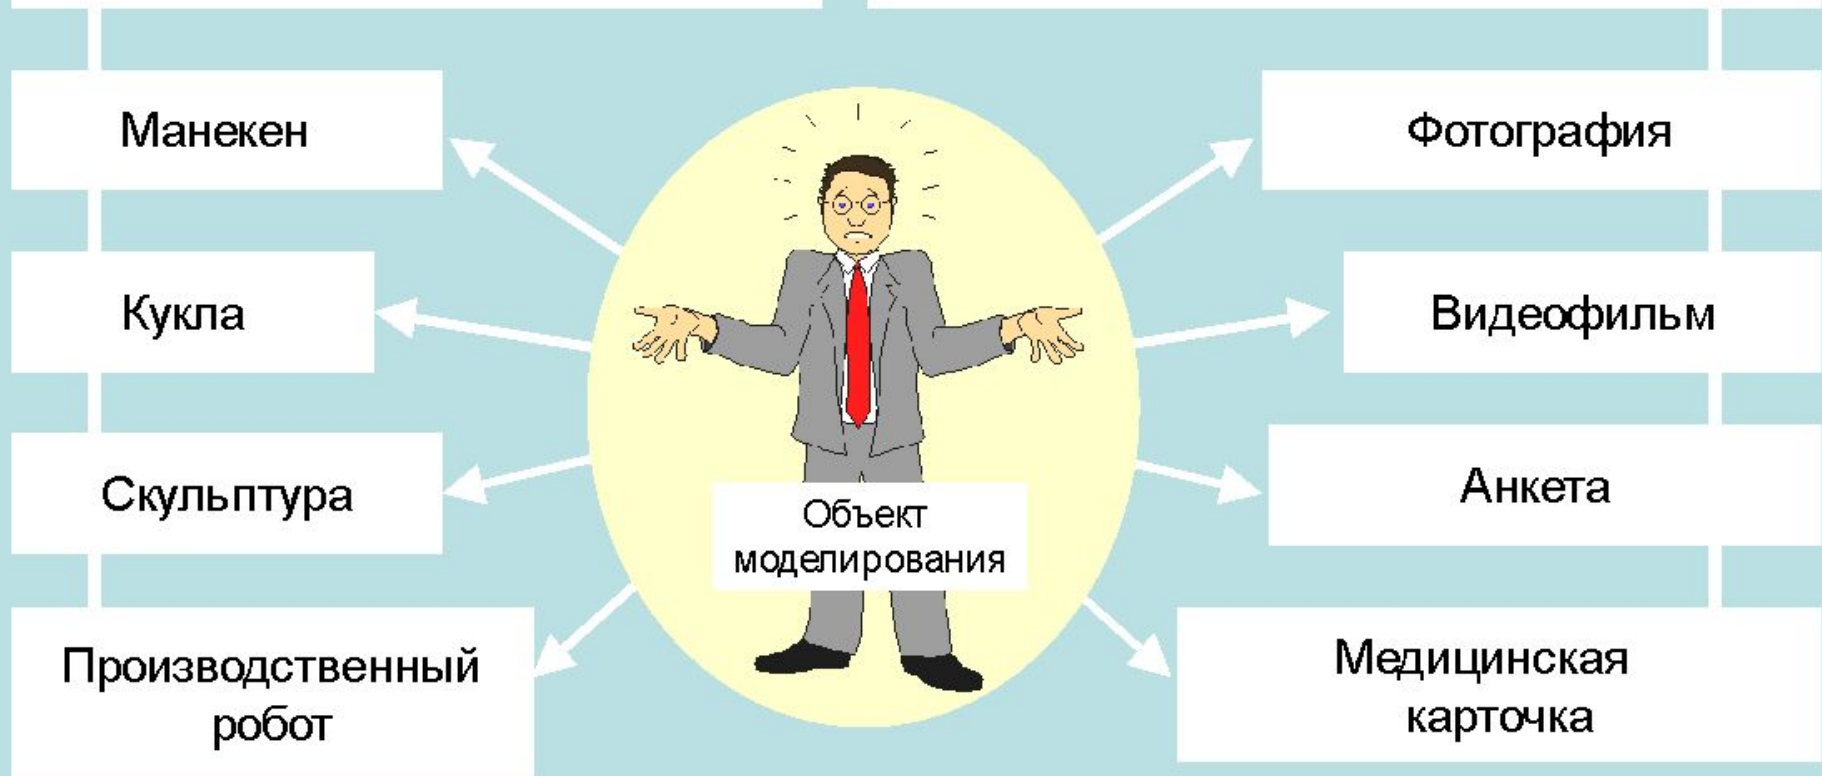 Манекен
Фотография
Кукла
Видеофильм
Скульптура
Анкета
Объект
моделирования
Производственный
робот
Медицинская
карточка